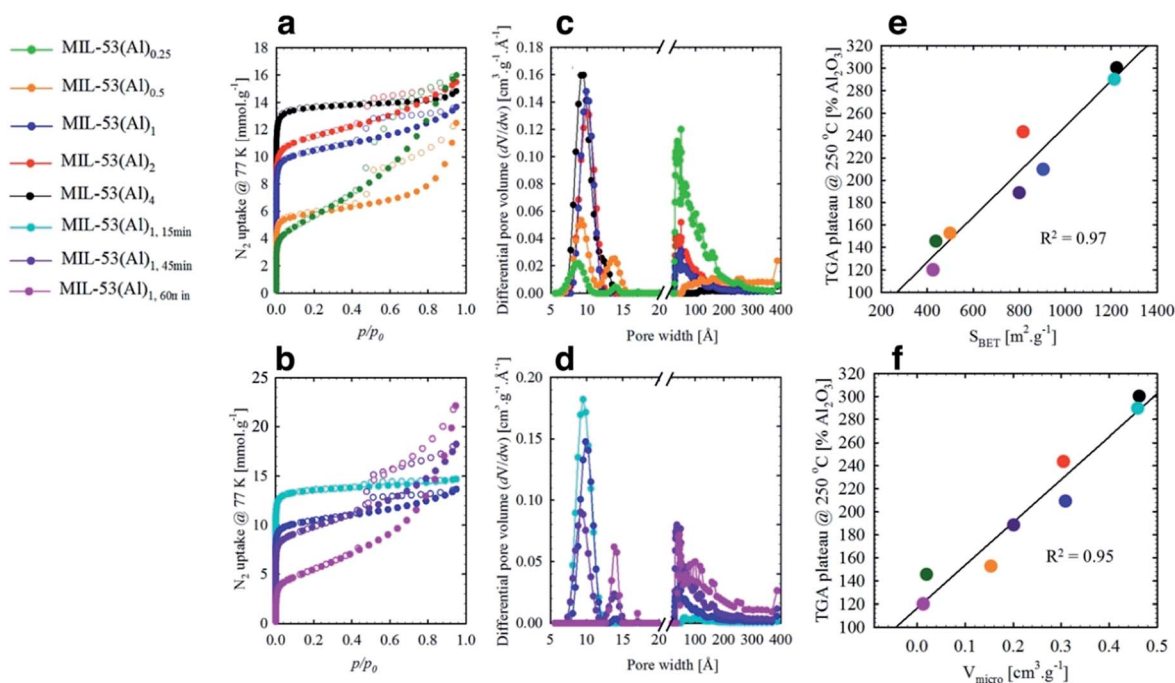 MIL-53(Al)0.25
MIL-53(Al)0.5
MIL-53(Al)1
MIL-53(Al)2
MIL-53(Al)4
MIL-53(Al)1, 15min
MIL-53(Al)1, 45min
MIL-53(Al)1, 60min
a
N2 uptake @ 77 K [mmol.g-1]
18
16
14
12
10
8
6
4
2
0
0.0 0.2 0.4 0.6 0.8 1.0
p/p0
c
Differential pore volume (dV/dw) [cm3.g-1.Å-1]
0.18
0.16
0.14
0.12
0.10
0.08
0.06
0.04
0.02
0.00
5 10 15 20 100 200 300 400
Pore width [Å]
e
TGA plateau @ 250 °C [% Al2O3]
320
300
280
260
240
220
200
180
160
140
120
100
R2 = 0.97
200 400 600 800 1000 1200 1400
SBET [m2.g-1]
b
N2 uptake @ 77 K [mmol.g-1]
25
20
15
10
5
0
0.0 0.2 0.4 0.6 0.8 1.0
p/p0
d
Differential pore volume (dV/dw) [cm3.g-1.Å-1]
0.20
0.15
0.10
0.05
0.00
5 10 15 20 100 200 300 400
Pore width [Å]
f
TGA plateau @ 250 °C [% Al2O3]
320
300
280
260
240
220
200
180
160
140
120
100
R2 = 0.95
0.0 0.1 0.2 0.3 0.4 0.5
Vmicro [cm3.g-1]